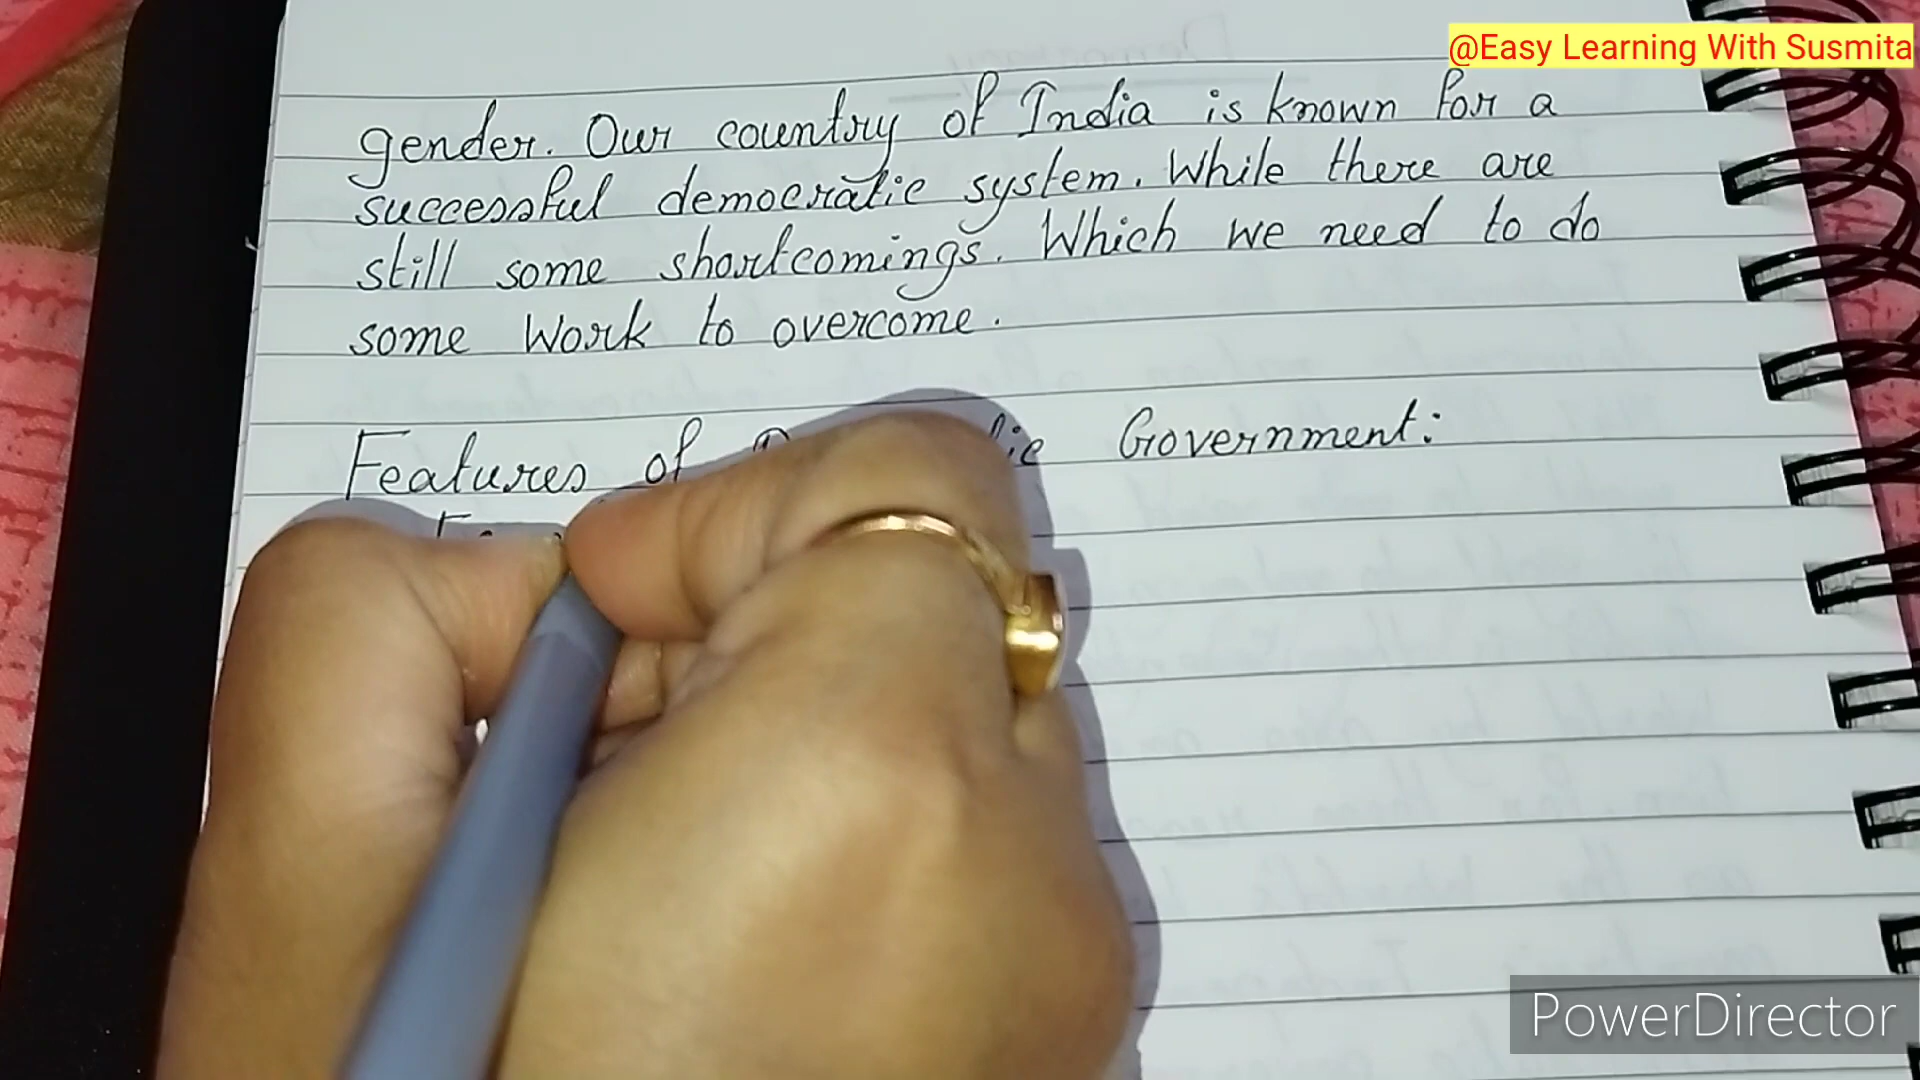 @Easy Learning With Susmita
gender. Our country of India is known for a
successful democratic system. While there are
still some shortcomings. Which we need to do
some work to overcome.
Features of Government:
PowerDirector